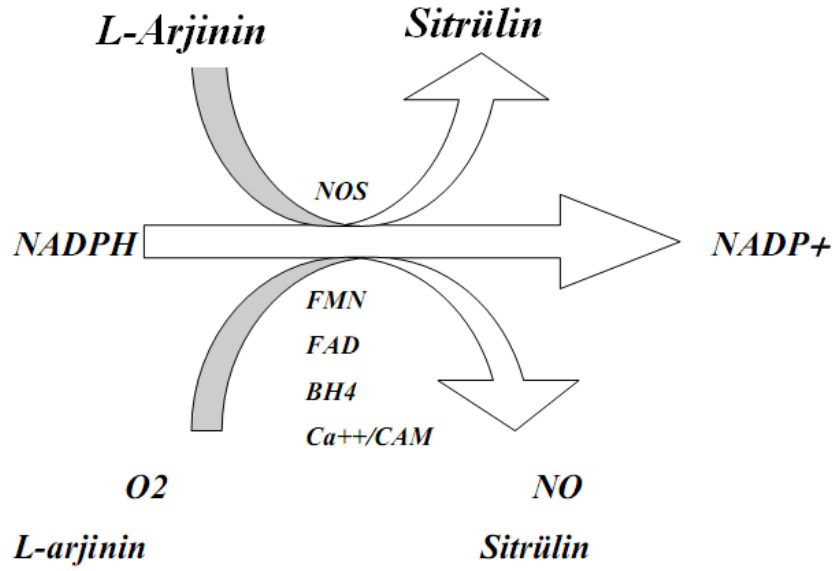 L-Arjinin Sitrülin
NOS
NADPH NADP+
FMN
FAD
BH4
Ca++/CAM
O2 NO
L-arjinin Sitrülin